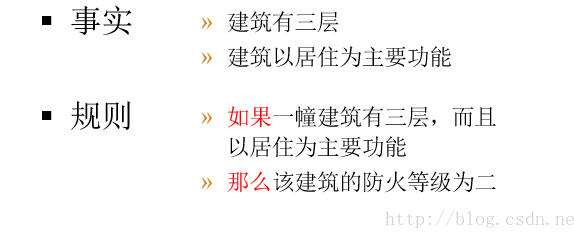 ▪ 事实
» 建筑有三层
» 建筑以居住为主要功能
▪ 规则
» 如果一幢建筑有三层，而且
以居住为主要功能
» 那么该建筑的防火等级为二
http://blog.csdn.ne